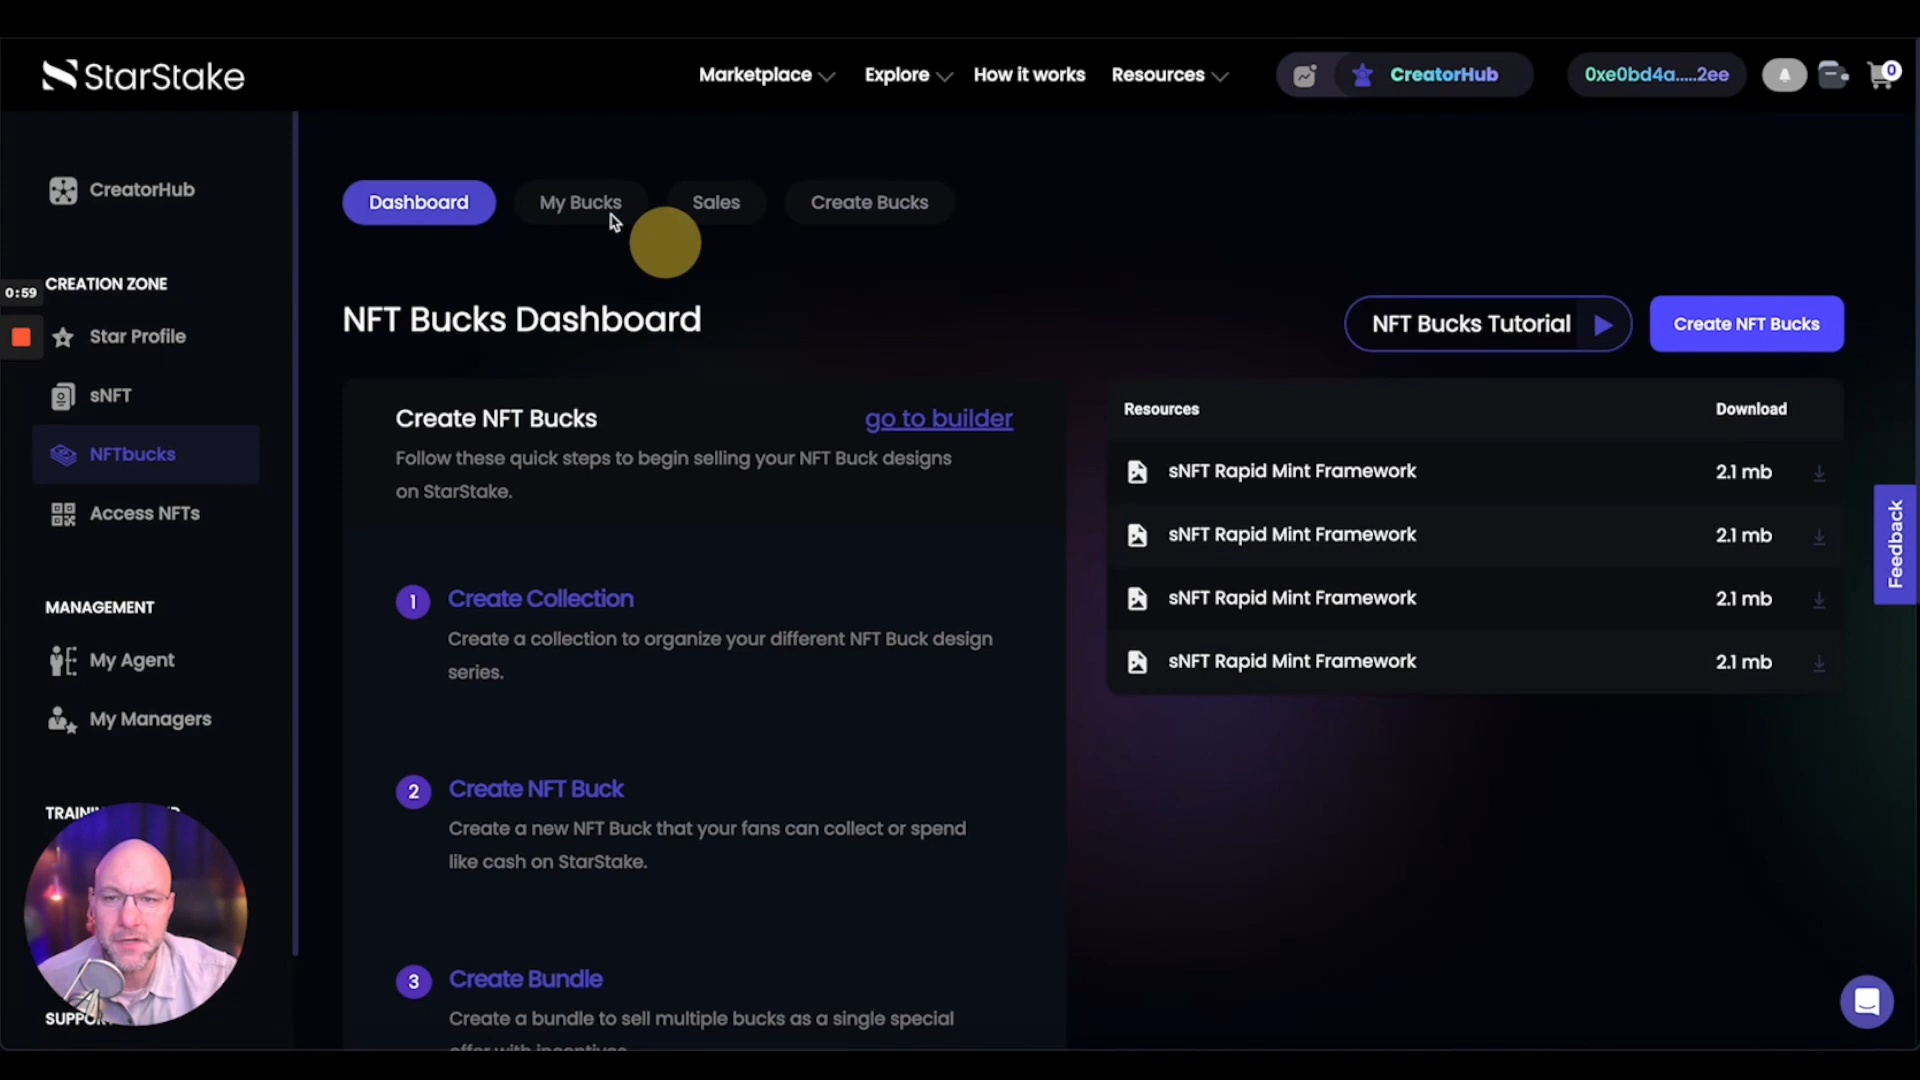 StarStake
Marketplace
Explore
How it works
Resources
CreatorHub
0xe0bd4a.....2ee
0
CreatorHub
Dashboard
My Bucks
Sales
Create Bucks
CREATION ZONE
0:59
Star Profile
sNFT
NFTbucks
Access NFTs
MANAGEMENT
My Agent
My Managers
NFT Bucks Dashboard
NFT Bucks Tutorial
Create NFT Bucks
Create NFT Bucks
go to builder
Follow these quick steps to begin selling your NFT Buck designs
on StarStake.
1
Create Collection
Create a collection to organize your different NFT Buck design
series.
2
Create NFT Buck
Create a new NFT Buck that your fans can collect or spend
like cash on StarStake.
3
Create Bundle
Create a bundle to sell multiple bucks as a single special
offer with incentives
Resources
Download
sNFT Rapid Mint Framework
2.1 mb
sNFT Rapid Mint Framework
2.1 mb
sNFT Rapid Mint Framework
2.1 mb
sNFT Rapid Mint Framework
2.1 mb
Feedback